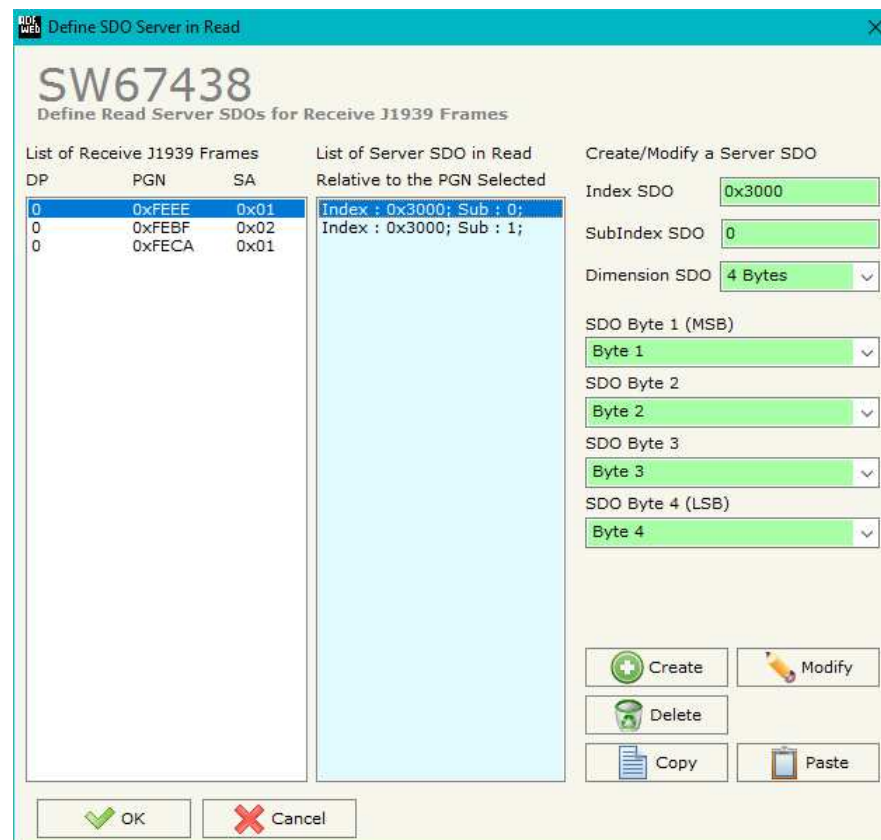 ADF WEB Define SDO Server in Read
SW67438
Define Read Server SDOs for Receive J1939 Frames
List of Receive J1939 Frames
DP PGN SA
0 0xFEEE 0x01
0 0xFEBF 0x02
0 0xFECA 0x01
List of Server SDO in Read
Relative to the PGN Selected
Index : 0x3000; Sub : 0;
Index : 0x3000; Sub : 1;
Create/Modify a Server SDO
Index SDO 0x3000
SubIndex SDO 0
Dimension SDO 4 Bytes
SDO Byte 1 (MSB)
Byte 1
SDO Byte 2
Byte 2
SDO Byte 3
Byte 3
SDO Byte 4 (LSB)
Byte 4
Create Modify
Delete
Copy Paste
OK Cancel